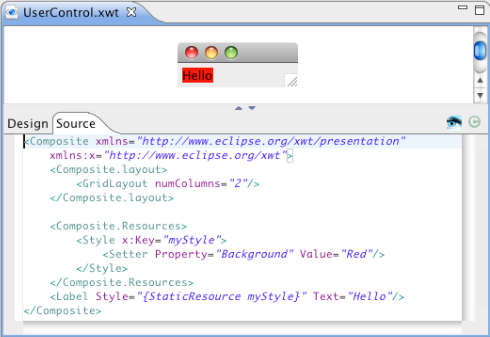 UserControl.xwt
Hello
Design Source
<Composite xmlns="http://www.eclipse.org/xwt/presentation"
xmlns:x="http://www.eclipse.org/xwt">
<Composite.layout>
<GridLayout numColumns="2"/>
</Composite.layout>
<Composite.Resources>
<Style x:Key="myStyle">
<Setter Property="Background" Value="Red"/>
</Style>
</Composite.Resources>
<Label Style="{StaticResource myStyle}" Text="Hello"/>
</Composite>